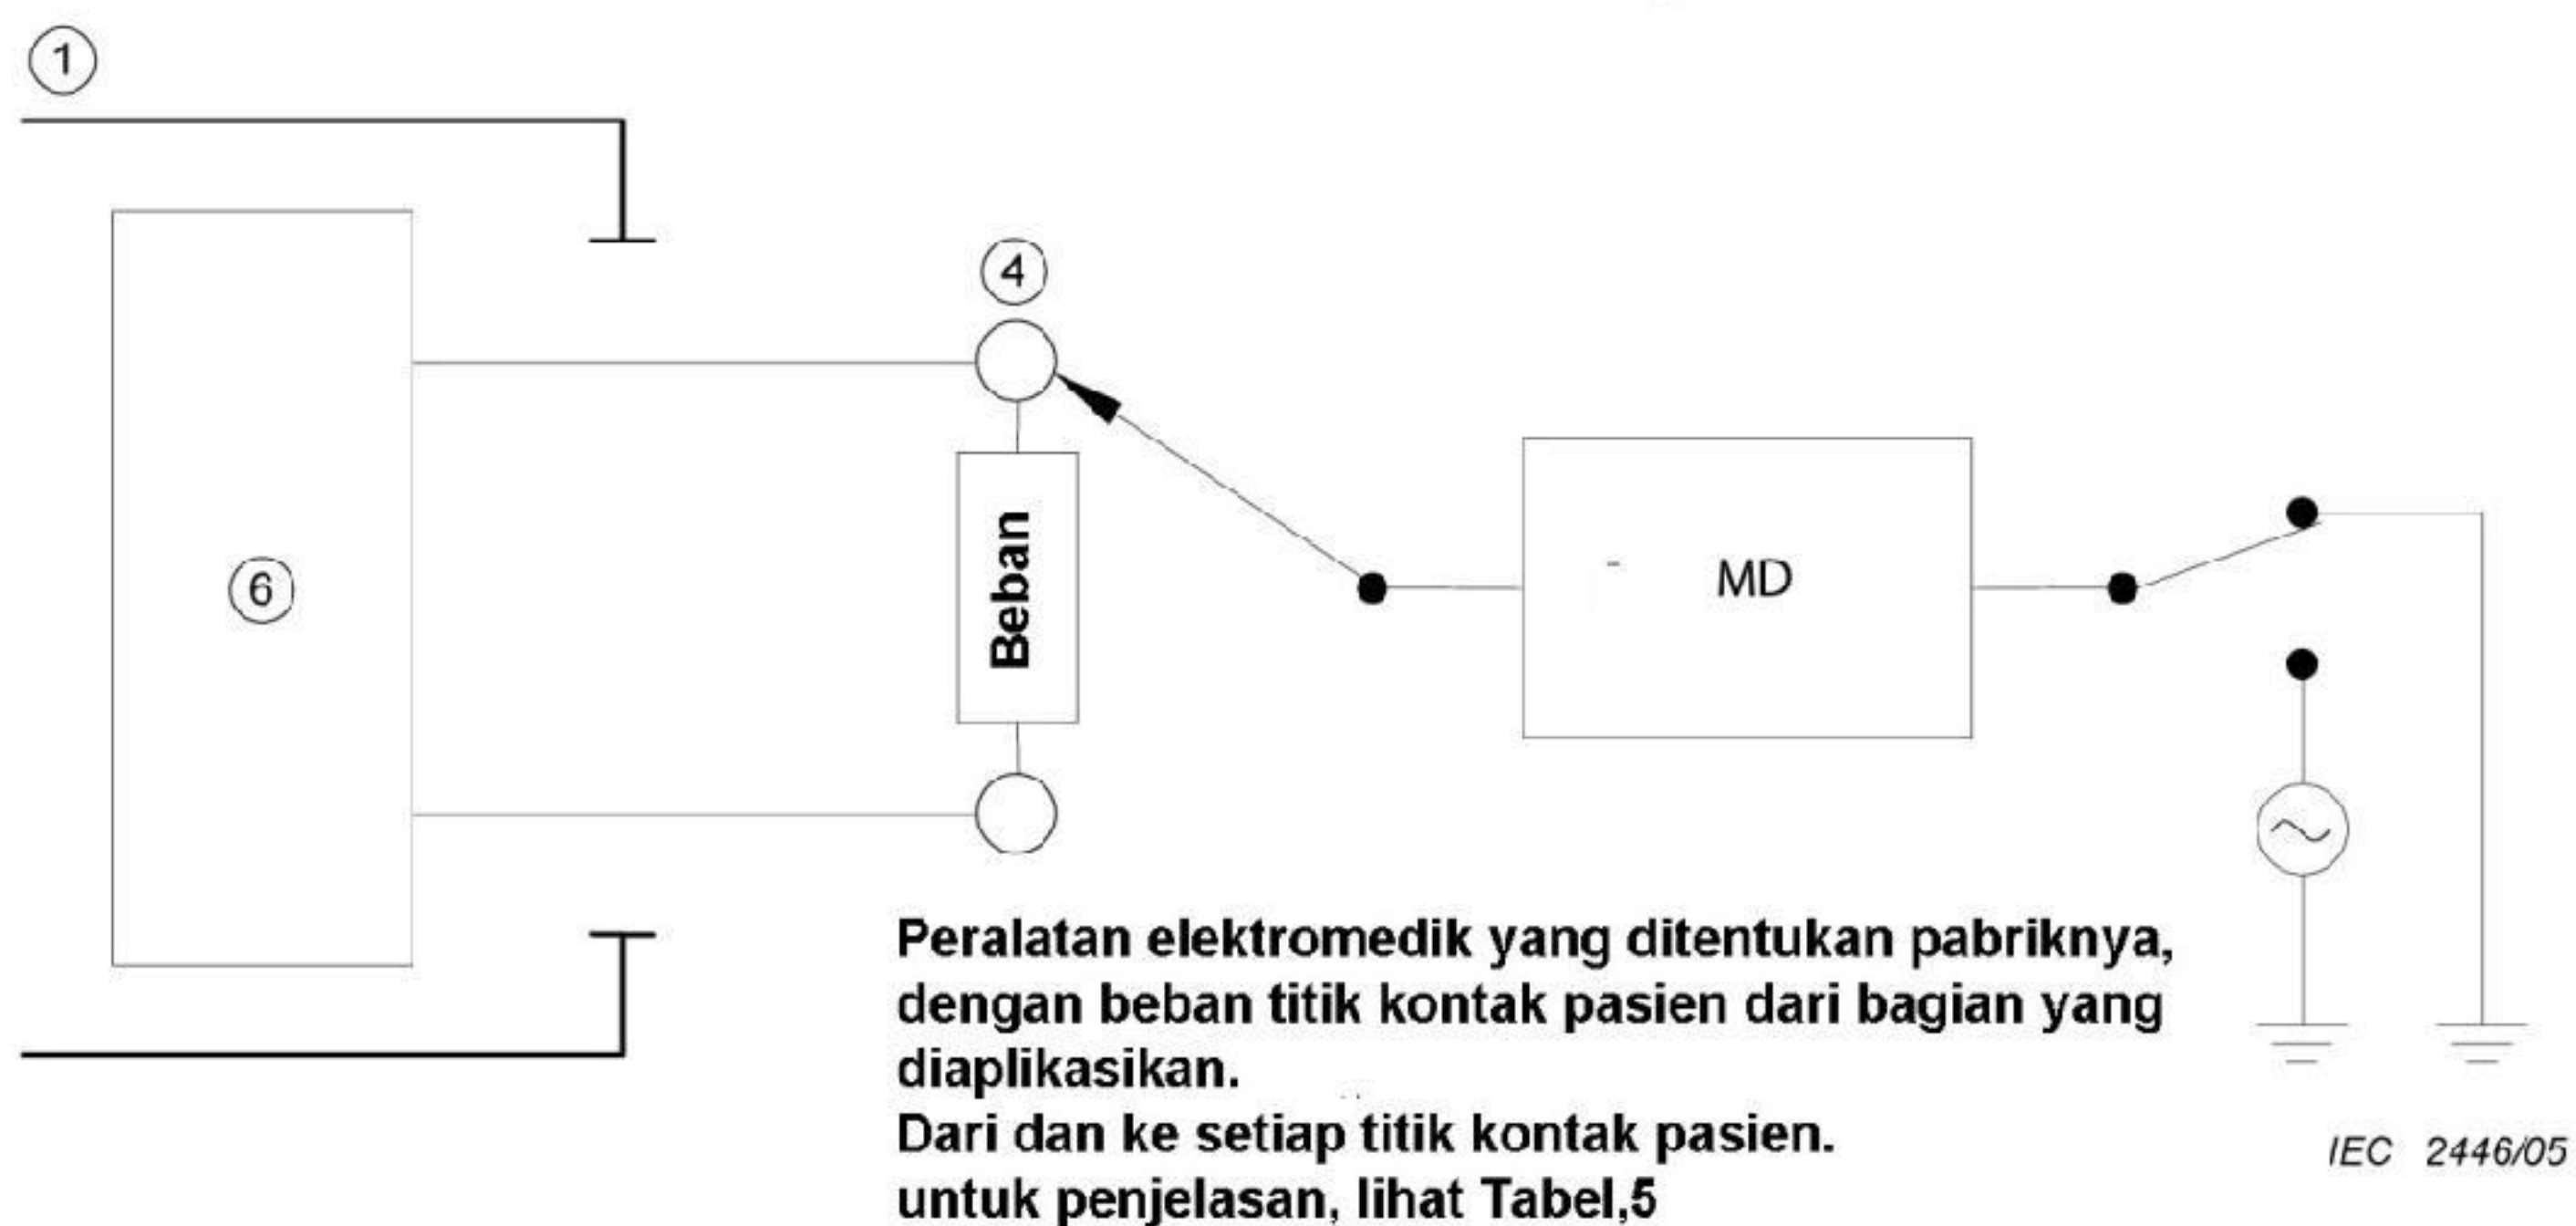 1
4
6
Beban
MD
Peralatan elektromedik yang ditentukan pabriknya,
dengan beban titik kontak pasien dari bagian yang
diaplikasikan.
Dari dan ke setiap titik kontak pasien.
untuk penjelasan, lihat Tabel,5
IEC 2446/05